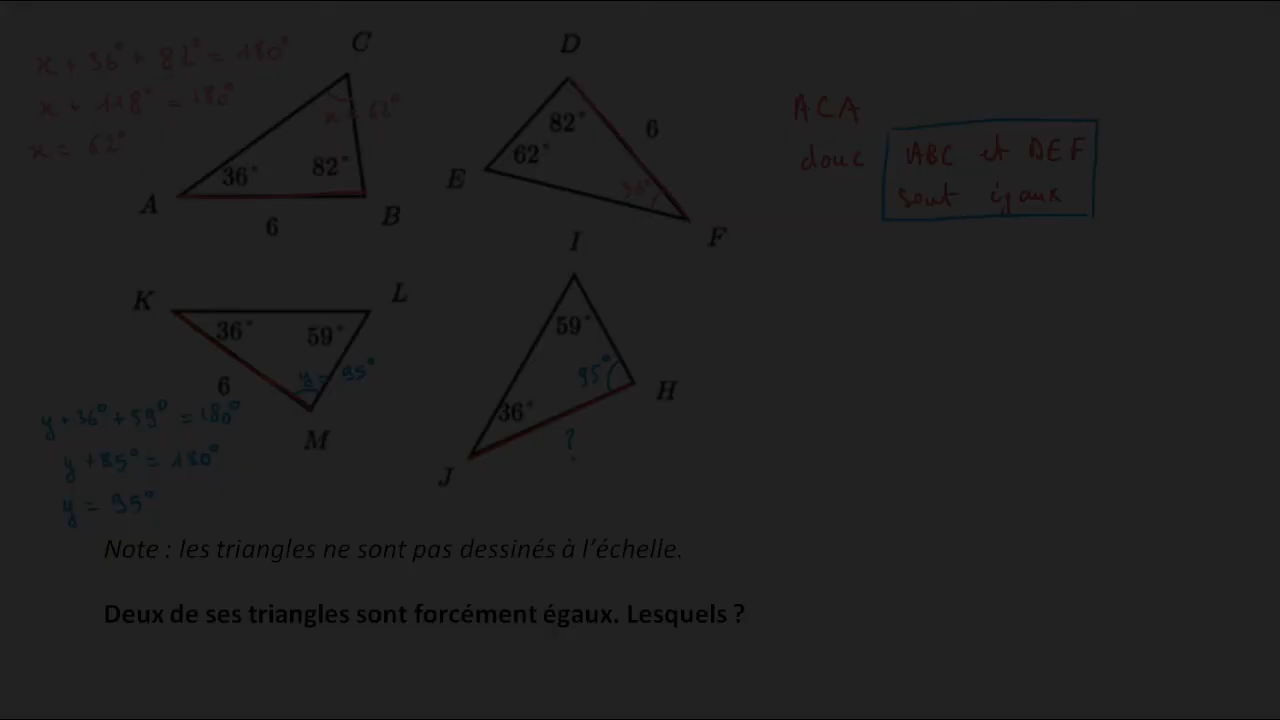 x + 36° + 82° = 180°
x + 118° = 180°
x = 62°
C
x = 62°
36°
82°
A
B
6
D
82°
62°
6
E
36°
F
ACA
donc
ABC et DEF
sont égaux
K
L
36°
59°
6
y = 95°
M
y + 36° + 59° = 180°
y + 85° = 180°
y = 95°
I
59°
95°
H
36°
?
J
Note : les triangles ne sont pas dessinés à l'échelle.
Deux de ses triangles sont forcément égaux. Lesquels ?